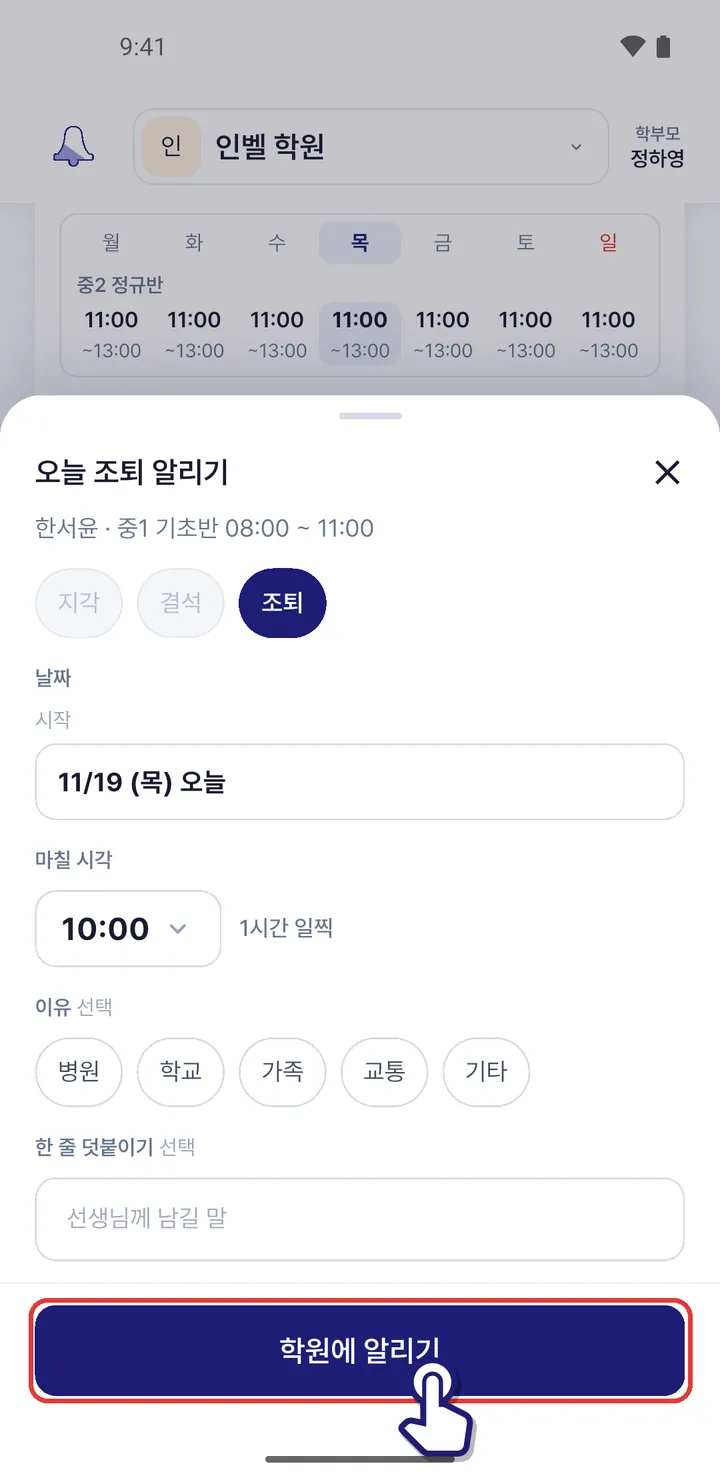 9:41
인 인벨 학원
학부모
정하영
월 화 수 목 금 토 일
중2 정규반
11:00 11:00 11:00 11:00 11:00 11:00 11:00
~13:00 ~13:00 ~13:00 ~13:00 ~13:00 ~13:00 ~13:00
오늘 조퇴 알리기
한서윤 · 중1 기초반 08:00 ~ 11:00
지각 결석 조퇴
날짜
시작
11/19 (목) 오늘
마칠 시각
10:00 1시간 일찍
이유 선택
병원 학교 가족 교통 기타
한 줄 덧붙이기 선택
선생님께 남길 말
학원에 알리기